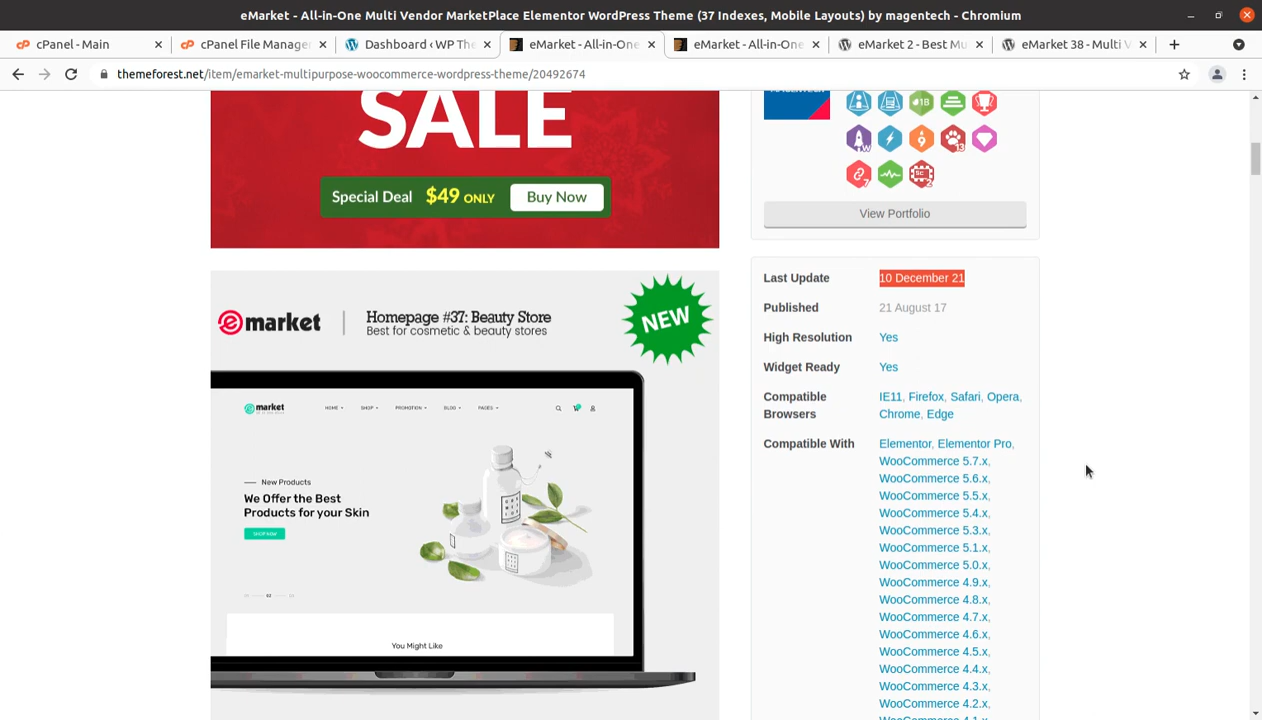 eMarket - All-in-One Multi Vendor MarketPlace Elementor WordPress Theme (37 Indexes, Mobile Layouts) by magentech - Chromium
cPanel - Main
cPanel File Manage
Dashboard ‹ WP The
eMarket - All-in-One
eMarket - All-in-One
eMarket 2 - Best Mu
eMarket 38 - Multi V
themeforest.net/item/emarket-multipurpose-woocommerce-wordpress-theme/20492674
SALE
Special Deal $49 ONLY Buy Now
View Portfolio
Last Update 10 December 21
Published 21 August 17
High Resolution Yes
Widget Ready Yes
Compatible Browsers IE11, Firefox, Safari, Opera,
Chrome, Edge
Compatible With Elementor, Elementor Pro,
WooCommerce 5.7.x,
WooCommerce 5.6.x,
WooCommerce 5.5.x,
WooCommerce 5.4.x,
WooCommerce 5.3.x,
WooCommerce 5.1.x,
WooCommerce 5.0.x,
WooCommerce 4.9.x,
WooCommerce 4.8.x,
WooCommerce 4.7.x,
WooCommerce 4.6.x,
WooCommerce 4.5.x,
WooCommerce 4.4.x,
WooCommerce 4.3.x,
WooCommerce 4.2.x,
emarket
Homepage #37: Beauty Store
Best for cosmetic & beauty stores
NEW
emarket
HOME SHOP PROMOTION BLOG PAGES
New Products
We Offer the Best
Products for your Skin
SHOP NOW
You Might Like